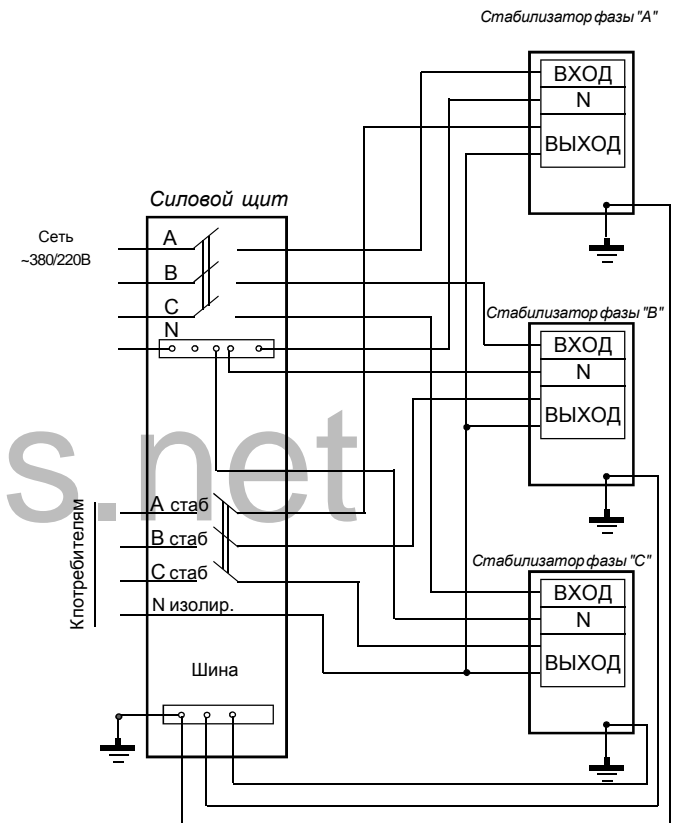 Стабилизатор фазы "А"
ВХОД
N
ВЫХОД
Силовой щит
Сеть
~380/220В
А
В
С
N
Стабилизатор фазы "В"
ВХОД
N
ВЫХОД
s.net
К потребителям
А стаб
В стаб
С стаб
N изолир.
Стабилизатор фазы "С"
ВХОД
N
ВЫХОД
Шина